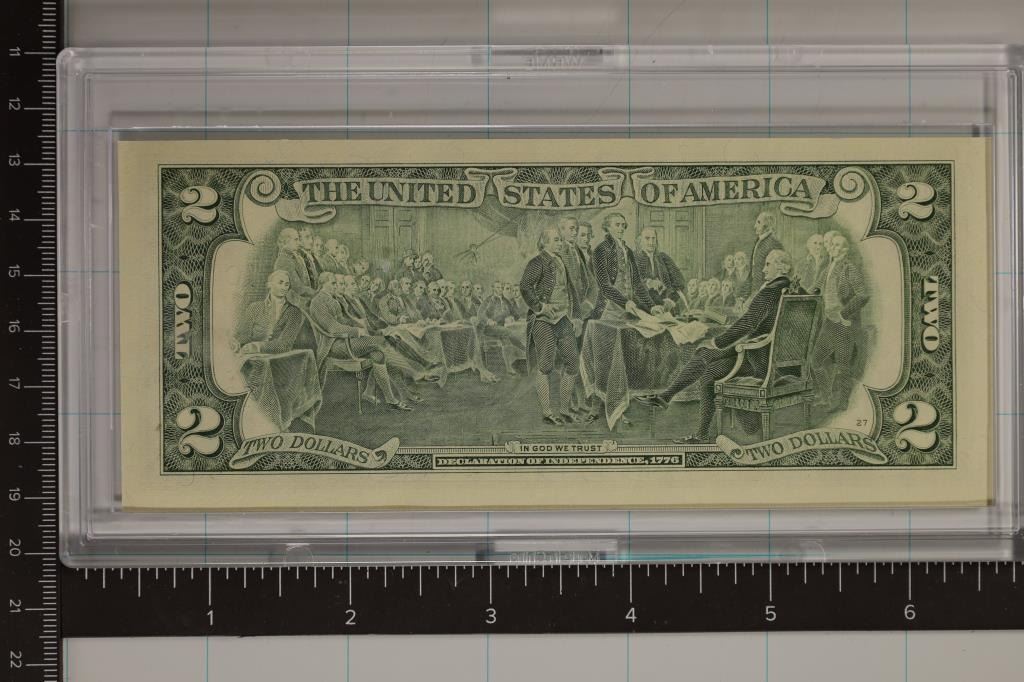 11
12
13
14
15
16
17
18
19
20
21
22
THE UNITED STATES OF AMERICA
2
2
TWO
TWO
2
2
27
TWO DOLLARS
TWO DOLLARS
IN GOD WE TRUST
DECLARATION OF INDEPENDENCE, 1776
1 2 3 4 5 6